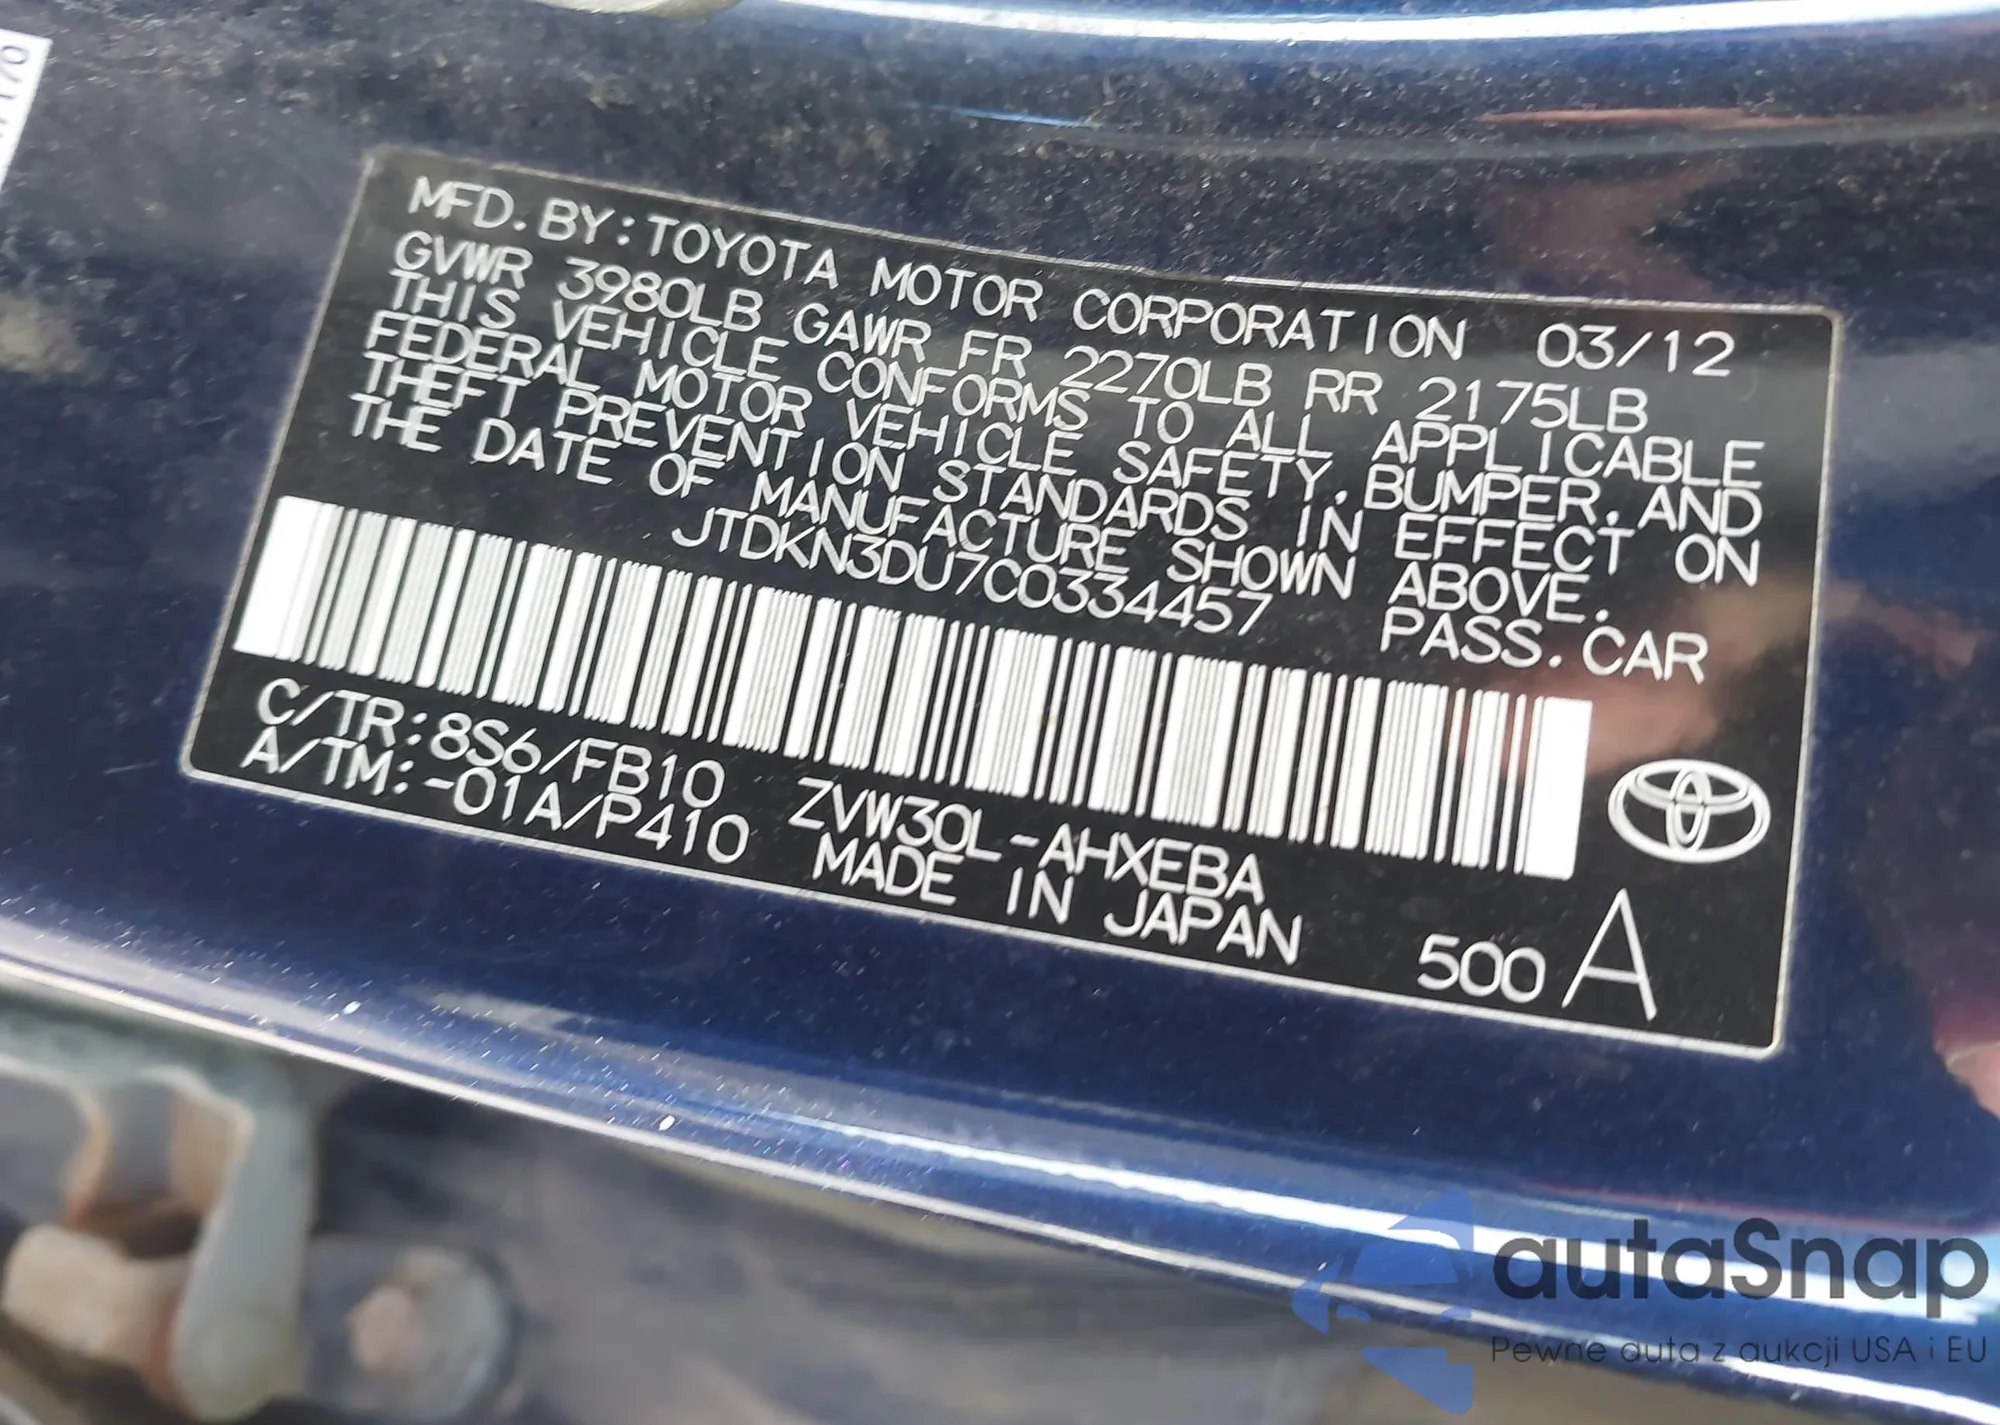 MFD.BY:TOYOTA MOTOR CORPORATION 03/12
GVWR 3980LB GAWR FR 2270LB RR 2175LB
THIS VEHICLE CONFORMS TO ALL APPLICABLE
FEDERAL MOTOR VEHICLE SAFETY,BUMPER,AND
THEFT PREVENTION STANDARDS IN EFFECT ON
THE DATE OF MANUFACTURE SHOWN ABOVE.
JTDKN3DU7C0334457 PASS.CAR
C/TR:8S6/FB10 ZVW30L-AHXEBA
A/TM:-01A/P410 MADE IN JAPAN
500 A
autaSnap
Pewne auta z aukcji USA i EU